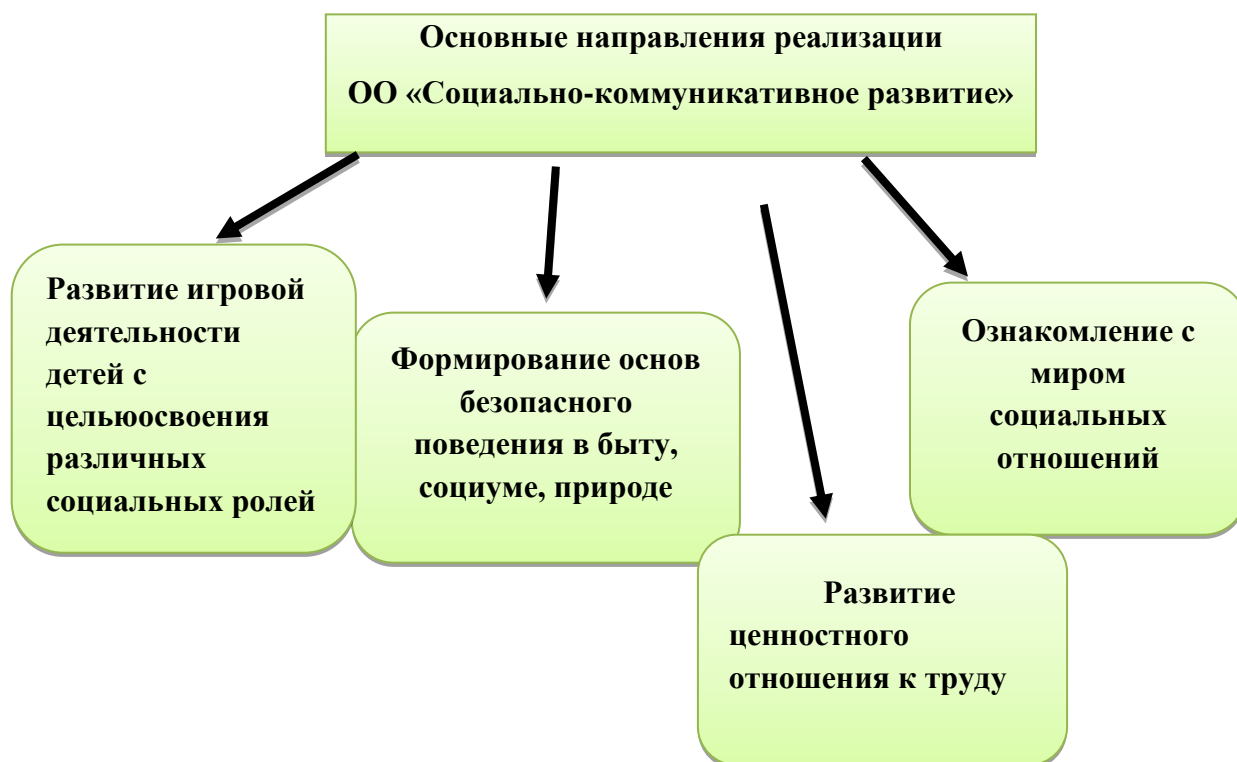 Основные направления реализации
ОО «Социально-коммуникативное развитие»
Развитие игровой
деятельности
детей с
цельюосвоения
различных
социальных ролей
Формирование основ
безопасного
поведения в быту,
социуме, природе
Развитие
ценностного
отношения к труду
Ознакомление с
миром
социальных
отношений